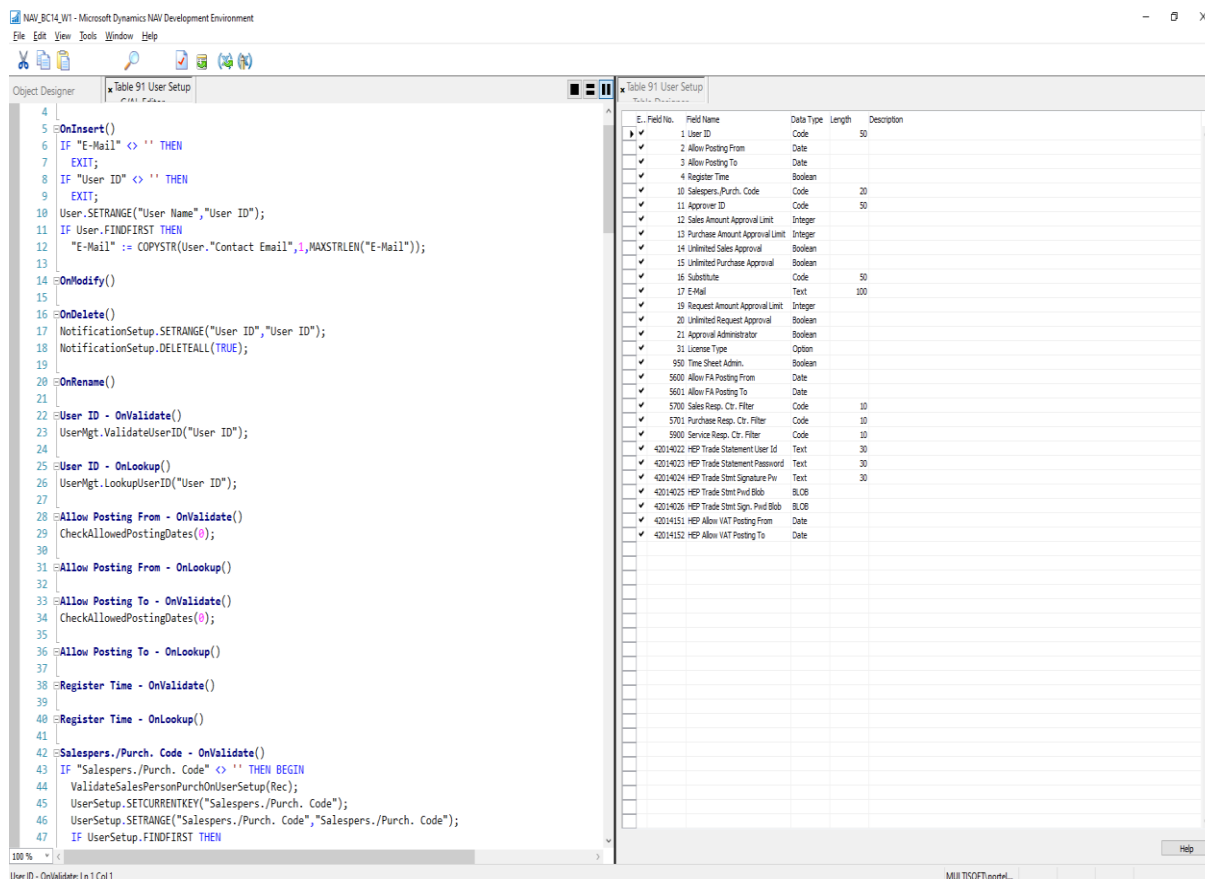 NAV_BC14_W1 - Microsoft Dynamics NAV Development Environment
File Edit View Tools Window Help
Object Designer
x Table 91 User Setup
4
5 OnInsert()
6 IF "E-Mail" <> '' THEN
7 EXIT;
8 IF "User ID" <> '' THEN
9 EXIT;
10 User.SETRANGE("User Name","User ID");
11 IF User.FINDFIRST THEN
12 "E-Mail" := COPYSTR(User."Contact Email",1,MAXSTRLEN("E-Mail"));
13
14 OnModify()
15
16 OnDelete()
17 NotificationSetup.SETRANGE("User ID","User ID");
18 NotificationSetup.DELETEALL(TRUE);
19
20 OnRename()
21
22 User ID - OnValidate()
23 UserMgt.ValidateUserID("User ID");
24
25 User ID - OnLookup()
26 UserMgt.LookupUserID("User ID");
27
28 Allow Posting From - OnValidate()
29 CheckAllowedPostingDates(0);
30
31 Allow Posting From - OnLookup()
32
33 Allow Posting To - OnValidate()
34 CheckAllowedPostingDates(0);
35
36 Allow Posting To - OnLookup()
37
38 Register Time - OnValidate()
39
40 Register Time - OnLookup()
41
42 Salespers./Purch. Code - OnValidate()
43 IF "Salespers./Purch. Code" <> '' THEN BEGIN
44 ValidateSalesPersonPurchOnUserSetup(Rec);
45 UserSetup.SETCURRENTKEY("Salespers./Purch. Code");
46 UserSetup.SETRANGE("Salespers./Purch. Code","Salespers./Purch. Code");
47 IF UserSetup.FINDFIRST THEN
100 %
User ID - OnValidate: Ln 1 Col 1
x Table 91 User Setup
E.. Field No. Field Name Data Type Length Description
1 User ID Code 50
2 Allow Posting From Date
3 Allow Posting To Date
4 Register Time Boolean
10 Salespers./Purch. Code Code 20
11 Approver ID Code 50
12 Sales Amount Approval Limit Integer
13 Purchase Amount Approval Limit Integer
14 Unlimited Sales Approval Boolean
15 Unlimited Purchase Approval Boolean
16 Substitute Code 50
17 E-Mail Text 100
19 Request Amount Approval Limit Integer
20 Unlimited Request Approval Boolean
21 Approval Administrator Boolean
31 License Type Option
950 Time Sheet Admin. Boolean
5600 Allow FA Posting From Date
5601 Allow FA Posting To Date
5700 Sales Resp. Ctr. Filter Code 10
5701 Purchase Resp. Ctr. Filter Code 10
5900 Service Resp. Ctr. Filter Code 10
42014022 HEP Trade Statement User Id Text 30
42014023 HEP Trade Statement Password Text 30
42014024 HEP Trade Stmt Signature Pw Text 30
42014025 HEP Trade Stmt Pwd Blob BLOB
42014026 HEP Trade Stmt Sign. Pwd Blob BLOB
42014151 HEP Allow VAT Posting From Date
42014152 HEP Allow VAT Posting To Date
Help